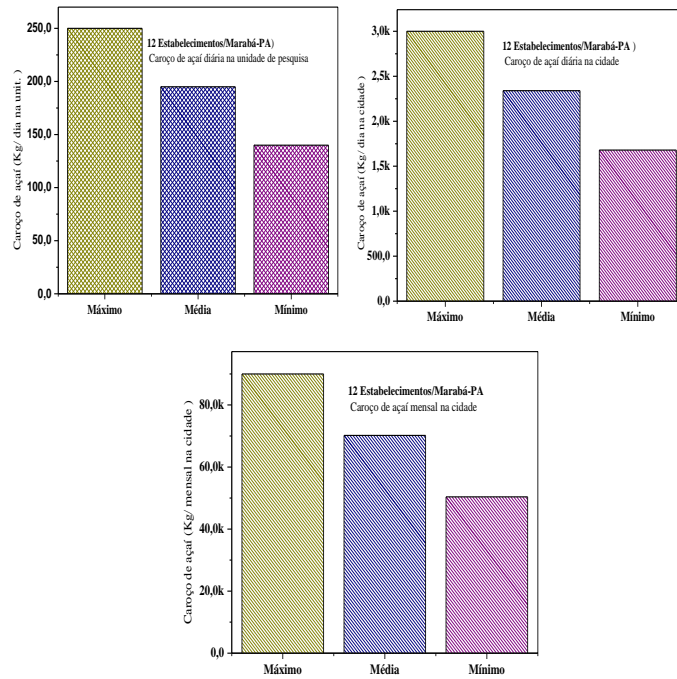 250,0
200,0
150,0
100,0
50,0
0,0
Caroço de açaí (Kg/ dia na unit. )
12 Estabelecimentos/Marabá-PA)
Caroço de açaí diária na unidade de pesquisa
Máximo
Média
Mínimo
3,0k
2,5k
2,0k
1,5k
1,0k
500,0
0,0
Caroço de açaí (Kg/ dia na cidade )
12 Estabelecimentos/Marabá-PA )
Caroço de açaí diária na cidade
Máximo
Média
Mínimo
80,0k
60,0k
40,0k
20,0k
0,0
Caroço de açaí (Kg/ mensal na cidade )
12 Estabelecimentos/Marabá-PA
Caroço de açaí mensal na cidade
Máximo
Média
Mínimo